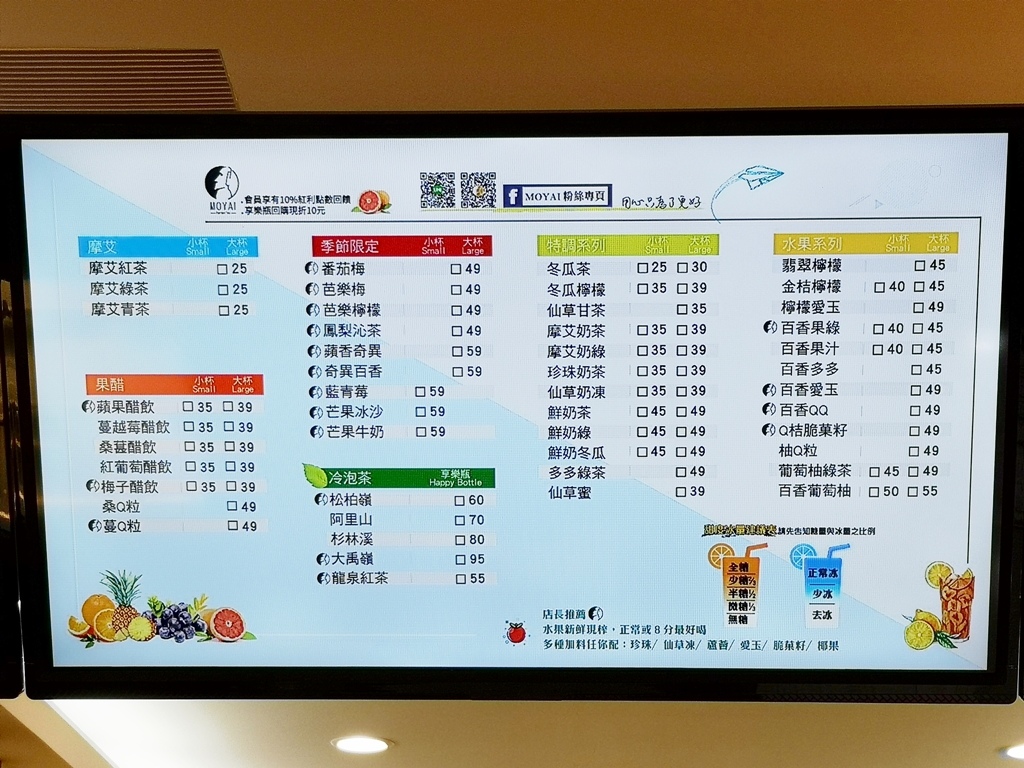 MOYAI
.會員享有10%紅利點數回饋
.享樂瓶回購現折10元
f MOYAI 粉絲專頁
用心只為了更好
摩艾 小杯 Small 大杯 Large
摩艾紅茶 □ 25
摩艾綠茶 □ 25
摩艾青茶 □ 25
果醋 小杯 Small 大杯 Large
蘋果醋飲 □ 35 □ 39
蔓越莓醋飲 □ 35 □ 39
桑葚醋飲 □ 35 □ 39
紅葡萄醋飲 □ 35 □ 39
梅子醋飲 □ 35 □ 39
桑Q粒 □ 49
蔓Q粒 □ 49
季節限定 小杯 Small 大杯 Large
番茄梅 □ 49
芭樂梅 □ 49
芭樂檸檬 □ 49
鳳梨沁茶 □ 49
蘋香奇異 □ 59
奇異百香 □ 59
藍青莓 □ 59
芒果冰沙 □ 59
芒果牛奶 □ 59
冷泡茶 享樂瓶 Happy Bottle
松柏嶺 □ 60
阿里山 □ 70
杉林溪 □ 80
大禹嶺 □ 95
龍泉紅茶 □ 55
特調系列 小杯 Small 大杯 Large
冬瓜茶 □ 25 □ 30
冬瓜檸檬 □ 35 □ 39
仙草甘茶 □ 35
摩艾奶茶 □ 35 □ 39
摩艾奶綠 □ 35 □ 39
珍珠奶茶 □ 35 □ 39
仙草奶凍 □ 35 □ 39
鮮奶茶 □ 45 □ 49
鮮奶綠 □ 45 □ 49
鮮奶冬瓜 □ 45 □ 49
多多綠茶 □ 49
仙草蜜 □ 39
水果系列 小杯 Small 大杯 Large
翡翠檸檬 □ 45
金桔檸檬 □ 40 □ 45
檸檬愛玉 □ 49
百香果綠 □ 40 □ 45
百香果汁 □ 40 □ 45
百香多多 □ 45
百香愛玉 □ 49
百香QQ □ 49
Q桔脆菓籽 □ 49
柚Q粒 □ 49
葡萄柚綠茶 □ 45 □ 49
百香葡萄柚 □ 50 □ 55
請先告知糖量與冰量之比例
全糖
少糖⅔
半糖½
微糖⅓
無糖
正常冰
少冰
去冰
店長推薦
水果新鮮現榨，正常或8分最好喝
多種加料任你配：珍珠/ 仙草凍/ 蘆薈/ 愛玉/ 脆菓籽/ 椰果